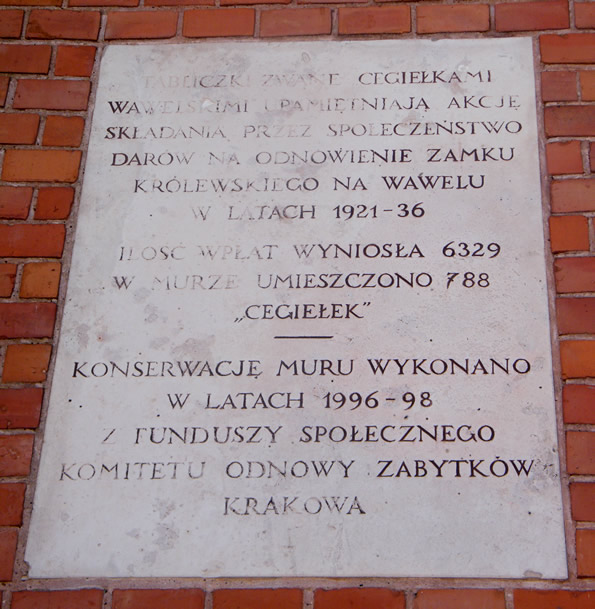 TABLICZKI ZWANE CEGIEŁKAMI
WAWELSKIMI UPAMIĘTNIAJĄ AKCJĘ
SKŁADANIA PRZEZ SPOŁECZEŃSTWO
DARÓW NA ODNOWIENIE ZAMKU
KRÓLEWSKIEGO NA WAWELU
W LATACH 1921-36
ILOŚĆ WPŁAT WYNIOSŁA 6329
W MURZE UMIESZCZONO 788
„CEGIEŁEK”
KONSERWACJĘ MURU WYKONANO
W LATACH 1996-98
Z FUNDUSZY SPOŁECZNEGO
KOMITETU ODNOWY ZABYTKÓW
KRAKOWA